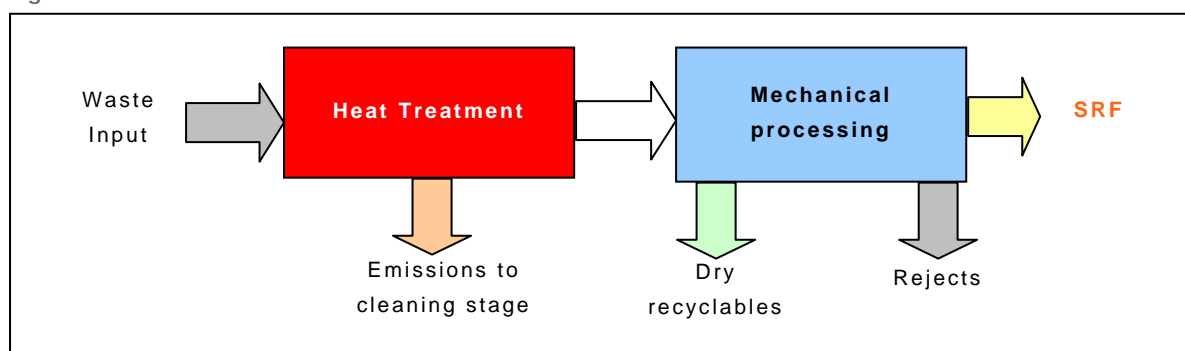 Waste
Input
Heat Treatment
Mechanical
processing
SRF
Emissions to
cleaning stage
Dry
recyclables
Rejects